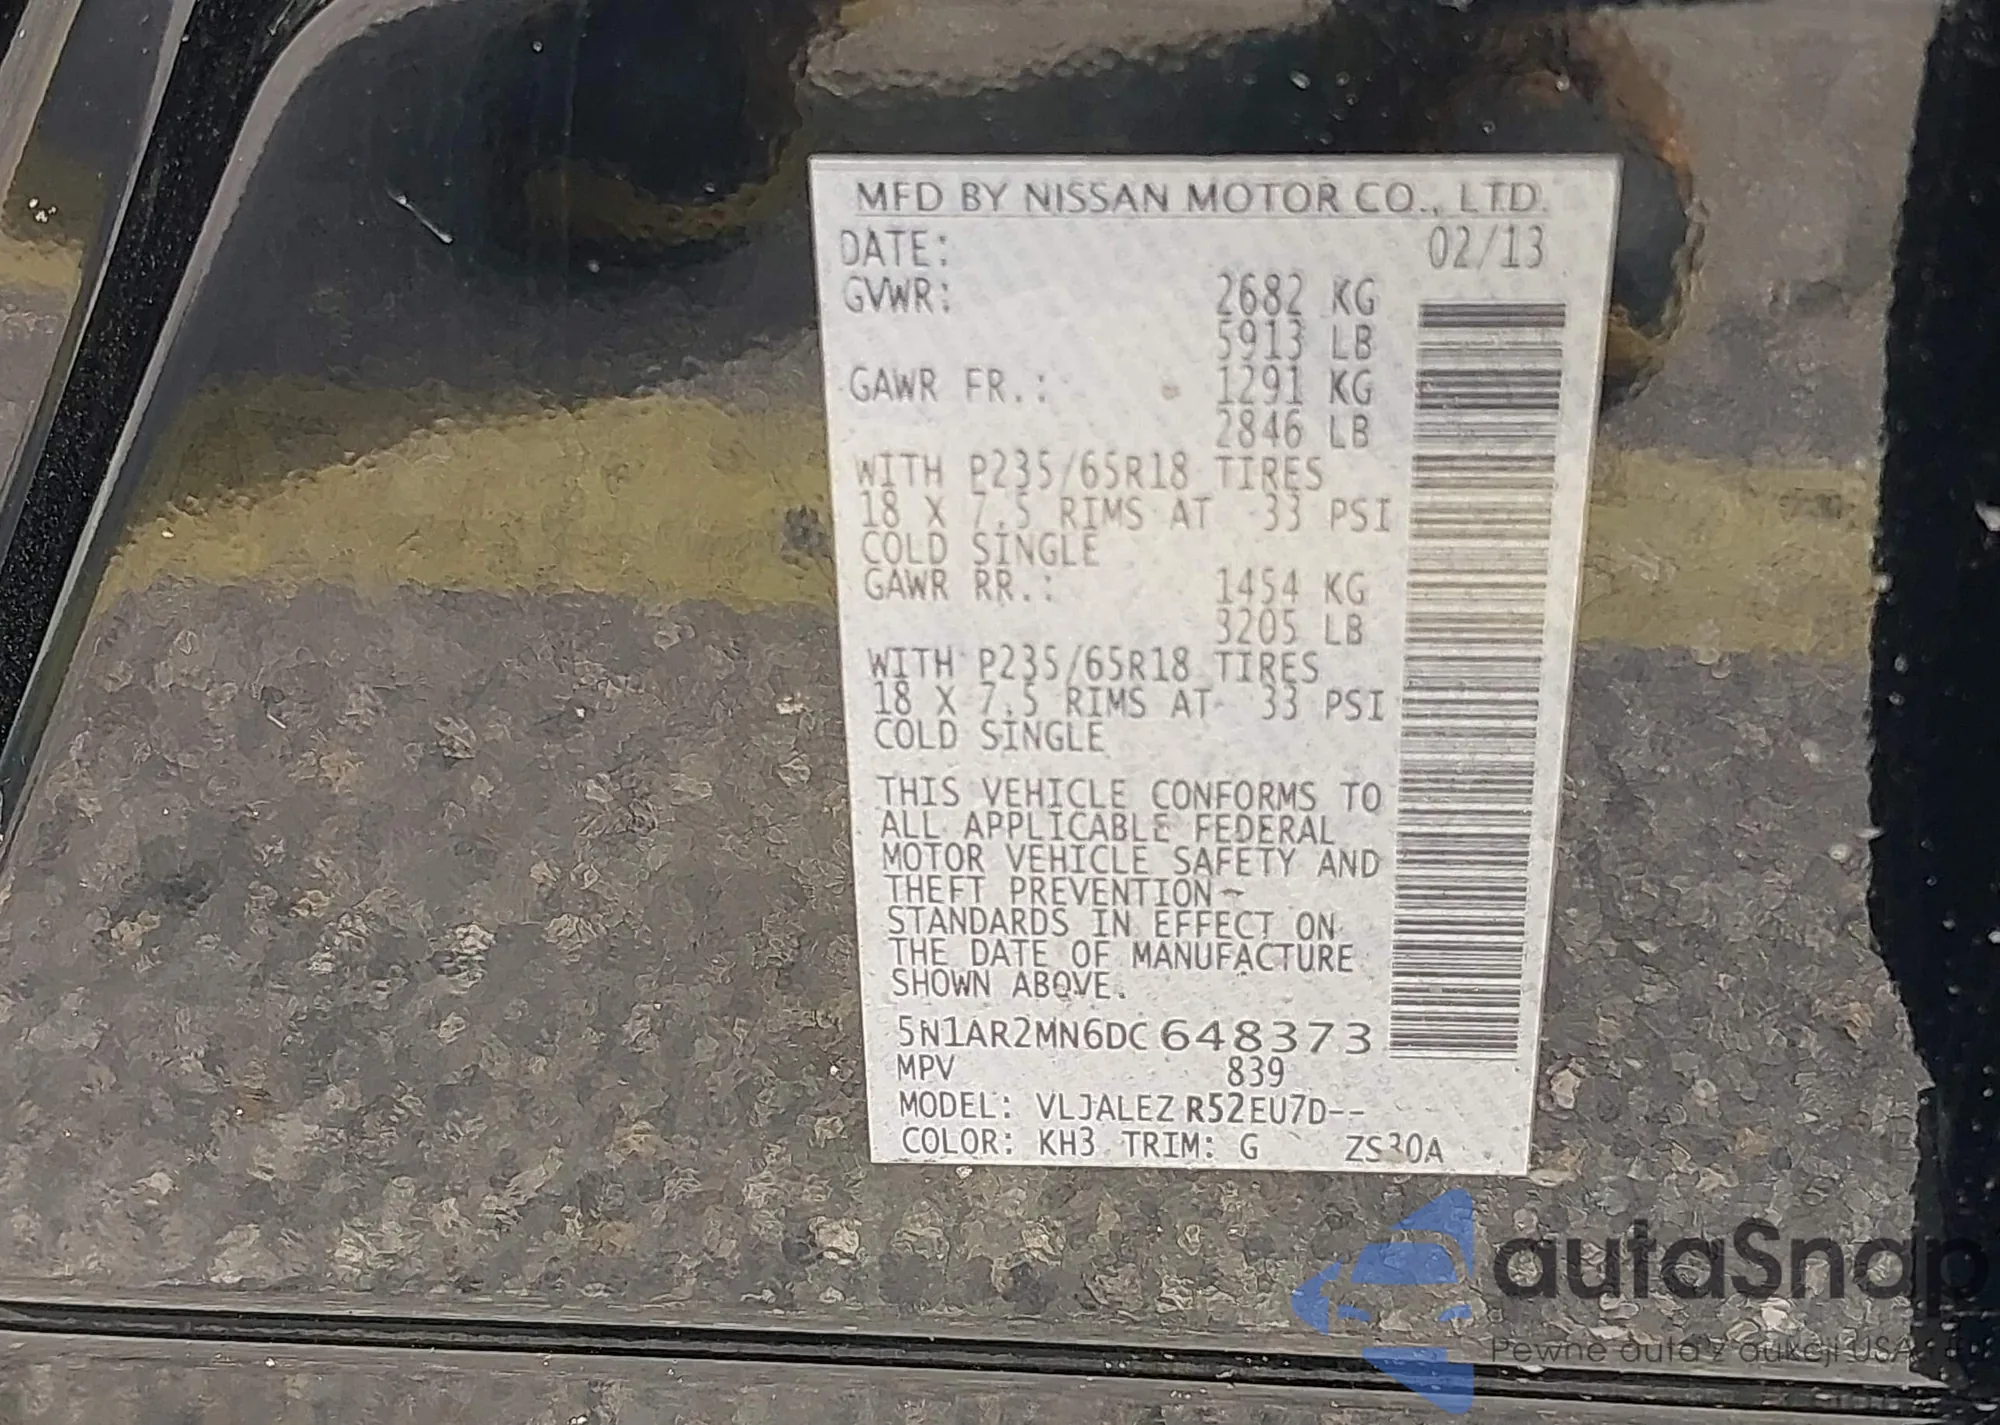 MFD BY NISSAN MOTOR CO., LTD.
DATE: 02/13
GVWR: 2682 KG
5913 LB
GAWR FR.: 1291 KG
2846 LB
WITH P235/65R18 TIRES
18 X 7.5 RIMS AT 33 PSI
COLD SINGLE
GAWR RR.: 1454 KG
3205 LB
WITH P235/65R18 TIRES
18 X 7.5 RIMS AT 33 PSI
COLD SINGLE
THIS VEHICLE CONFORMS TO
ALL APPLICABLE FEDERAL
MOTOR VEHICLE SAFETY AND
THEFT PREVENTION
STANDARDS IN EFFECT ON
THE DATE OF MANUFACTURE
SHOWN ABOVE.
5N1AR2MN6DC648373
MPV 839
MODEL: VLJALEZ R52EU7D--
COLOR: KH3 TRIM: G
autaSnap
Pewne auta z aukcji USA